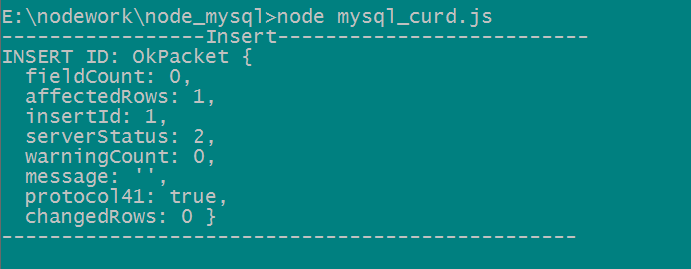 E:\nodework\node_mysql>node mysql_curd.js
-----------------Insert--------------------------
INSERT ID: OkPacket {
  fieldCount: 0,
  affectedRows: 1,
  insertId: 1,
  serverStatus: 2,
  warningCount: 0,
  message: '',
  protocol41: true,
  changedRows: 0 }
------------------------------------------------